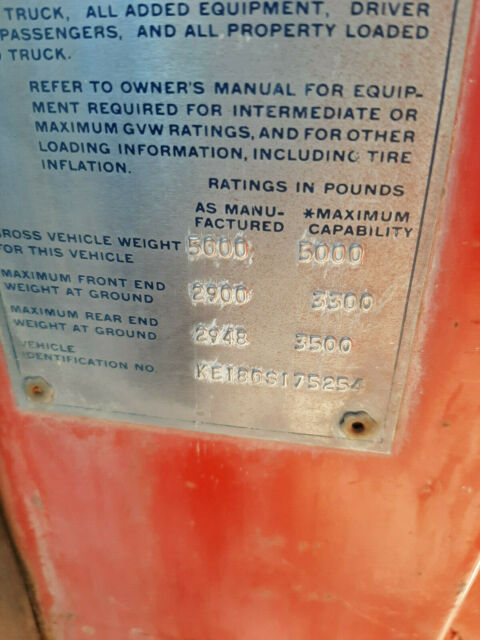 TRUCK, ALL ADDED EQUIPMENT, DRIVER
PASSENGERS, AND ALL PROPERTY LOADED
TRUCK.
REFER TO OWNER'S MANUAL FOR EQUIP-
MENT REQUIRED FOR INTERMEDIATE OR
MAXIMUM GVW RATINGS, AND FOR OTHER
LOADING INFORMATION, INCLUDING TIRE
INFLATION.
RATINGS IN POUNDS
AS MANU-
FACTURED
*MAXIMUM
CAPABILITY
GROSS VEHICLE WEIGHT
FOR THIS VEHICLE
5000 5000
MAXIMUM FRONT END
WEIGHT AT GROUND
2900 3300
MAXIMUM REAR END
WEIGHT AT GROUND
2948 3500
VEHICLE
IDENTIFICATION NO.
KE180S175254